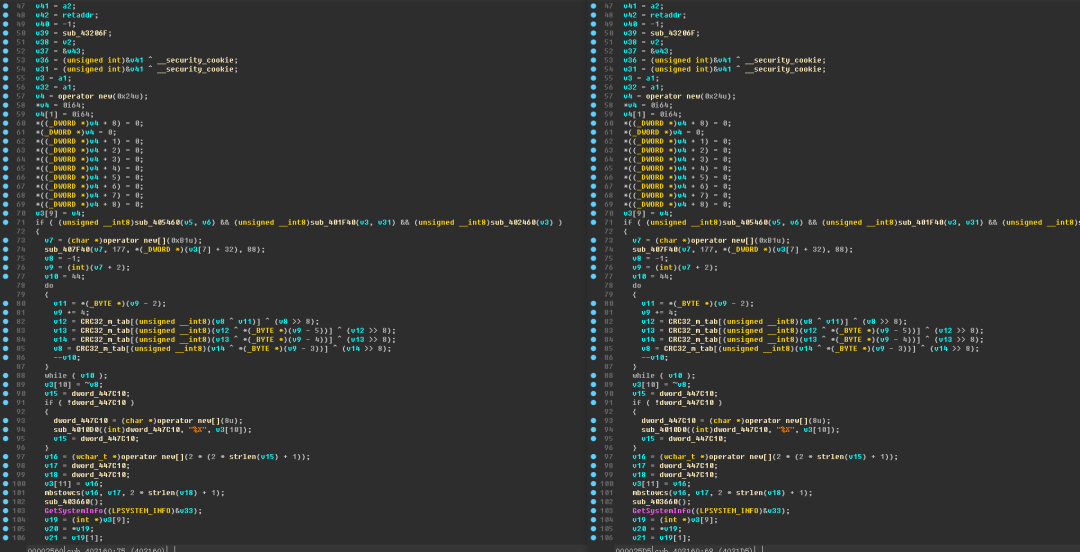 47 v41 = a2;
48 v42 = retaddr;
49 v40 = -1;
50 v39 = sub_43206F;
51 v38 = v2;
52 v37 = &v43;
53 v36 = (unsigned int)&v41 ^ __security_cookie;
54 v31 = (unsigned int)&v41 ^ __security_cookie;
55 v3 = a1;
56 v32 = a1;
57 v4 = operator new(0x24u);
58 *v4 = 0i64;
59 v4[1] = 0i64;
60 *((_DWORD *)v4 + 8) = 0;
61 *(_DWORD *)v4 = 0;
62 *((_DWORD *)v4 + 1) = 0;
63 *((_DWORD *)v4 + 2) = 0;
64 *((_DWORD *)v4 + 3) = 0;
65 *((_DWORD *)v4 + 4) = 0;
66 *((_DWORD *)v4 + 5) = 0;
67 *((_DWORD *)v4 + 6) = 0;
68 *((_DWORD *)v4 + 7) = 0;
69 *((_DWORD *)v4 + 8) = 0;
70 v3[9] = v4;
71 if ( (unsigned __int8)sub_405460(v5, v6) && (unsigned __int8)sub_401F40(v3, v31) && (unsigned __int8)sub_402460(v3) )
72 {
73 v7 = (char *)operator new[](0xB1u);
74 sub_407F40(v7, 177, *(_DWORD *)(v3[7] + 32), 88);
75 v8 = -1;
76 v9 = (int)(v7 + 2);
77 v10 = 44;
78 do
79 {
80 v11 = *(_BYTE *)(v9 - 2);
81 v9 += 4;
82 v12 = CRC32_m_tab[(unsigned __int8)(v8 ^ v11)] ^ (v8 >> 8);
83 v13 = CRC32_m_tab[(unsigned __int8)(v12 ^ *(_BYTE *)(v9 - 5))] ^ (v12 >> 8);
84 v14 = CRC32_m_tab[(unsigned __int8)(v13 ^ *(_BYTE *)(v9 - 4))] ^ (v13 >> 8);
85 v8 = CRC32_m_tab[(unsigned __int8)(v14 ^ *(_BYTE *)(v9 - 3))] ^ (v14 >> 8);
86 --v10;
87 }
88 while ( v10 );
89 v3[10] = ~v8;
90 v15 = dword_447C10;
91 if ( !dword_447C10 )
92 {
93 dword_447C10 = (char *)operator new[](8u);
94 sub_4010D0((int)dword_447C10, "%X", v3[10]);
95 v15 = dword_447C10;
96 }
97 v16 = (wchar_t *)operator new[](2 * (2 * strlen(v15) + 1));
98 v17 = dword_447C10;
99 v18 = dword_447C10;
100 v3[11] = v16;
101 mbstowcs(v16, v17, 2 * strlen(v18) + 1);
102 sub_403660();
103 GetSystemInfo((LPSYSTEM_INFO)&v33);
104 v19 = (int *)v3[9];
105 v20 = *v19;
106 v21 = v19[1];
47 v41 = a2;
48 v42 = retaddr;
49 v40 = -1;
50 v39 = sub_43206F;
51 v38 = v2;
52 v37 = &v43;
53 v36 = (unsigned int)&v41 ^ __security_cookie;
54 v31 = (unsigned int)&v41 ^ __security_cookie;
55 v3 = a1;
56 v32 = a1;
57 v4 = operator new(0x24u);
58 *v4 = 0i64;
59 v4[1] = 0i64;
60 *((_DWORD *)v4 + 8) = 0;
61 *(_DWORD *)v4 = 0;
62 *((_DWORD *)v4 + 1) = 0;
63 *((_DWORD *)v4 + 2) = 0;
64 *((_DWORD *)v4 + 3) = 0;
65 *((_DWORD *)v4 + 4) = 0;
66 *((_DWORD *)v4 + 5) = 0;
67 *((_DWORD *)v4 + 6) = 0;
68 *((_DWORD *)v4 + 7) = 0;
69 *((_DWORD *)v4 + 8) = 0;
70 v3[9] = v4;
71 if ( (unsigned __int8)sub_405460(v5, v6) && (unsigned __int8)sub_401F40(v3, v31) && (unsigned __int8)s
72 {
73 v7 = (char *)operator new[](0xB1u);
74 sub_407F40(v7, 177, *(_DWORD *)(v3[7] + 32), 88);
75 v8 = -1;
76 v9 = (int)(v7 + 2);
77 v10 = 44;
78 do
79 {
80 v11 = *(_BYTE *)(v9 - 2);
81 v9 += 4;
82 v12 = CRC32_m_tab[(unsigned __int8)(v8 ^ v11)] ^ (v8 >> 8);
83 v13 = CRC32_m_tab[(unsigned __int8)(v12 ^ *(_BYTE *)(v9 - 5))] ^ (v12 >> 8);
84 v14 = CRC32_m_tab[(unsigned __int8)(v13 ^ *(_BYTE *)(v9 - 4))] ^ (v13 >> 8);
85 v8 = CRC32_m_tab[(unsigned __int8)(v14 ^ *(_BYTE *)(v9 - 3))] ^ (v14 >> 8);
86 --v10;
87 }
88 while ( v10 );
89 v3[10] = ~v8;
90 v15 = dword_447C10;
91 if ( !dword_447C10 )
92 {
93 dword_447C10 = (char *)operator new[](8u);
94 sub_4010D0((int)dword_447C10, "%X", v3[10]);
95 v15 = dword_447C10;
96 }
97 v16 = (wchar_t *)operator new[](2 * (2 * strlen(v15) + 1));
98 v17 = dword_447C10;
99 v18 = dword_447C10;
100 v3[11] = v16;
101 mbstowcs(v16, v17, 2 * strlen(v18) + 1);
102 sub_403660();
103 GetSystemInfo((LPSYSTEM_INFO)&v33);
104 v19 = (int *)v3[9];
105 v20 = *v19;
106 v21 = v19[1];